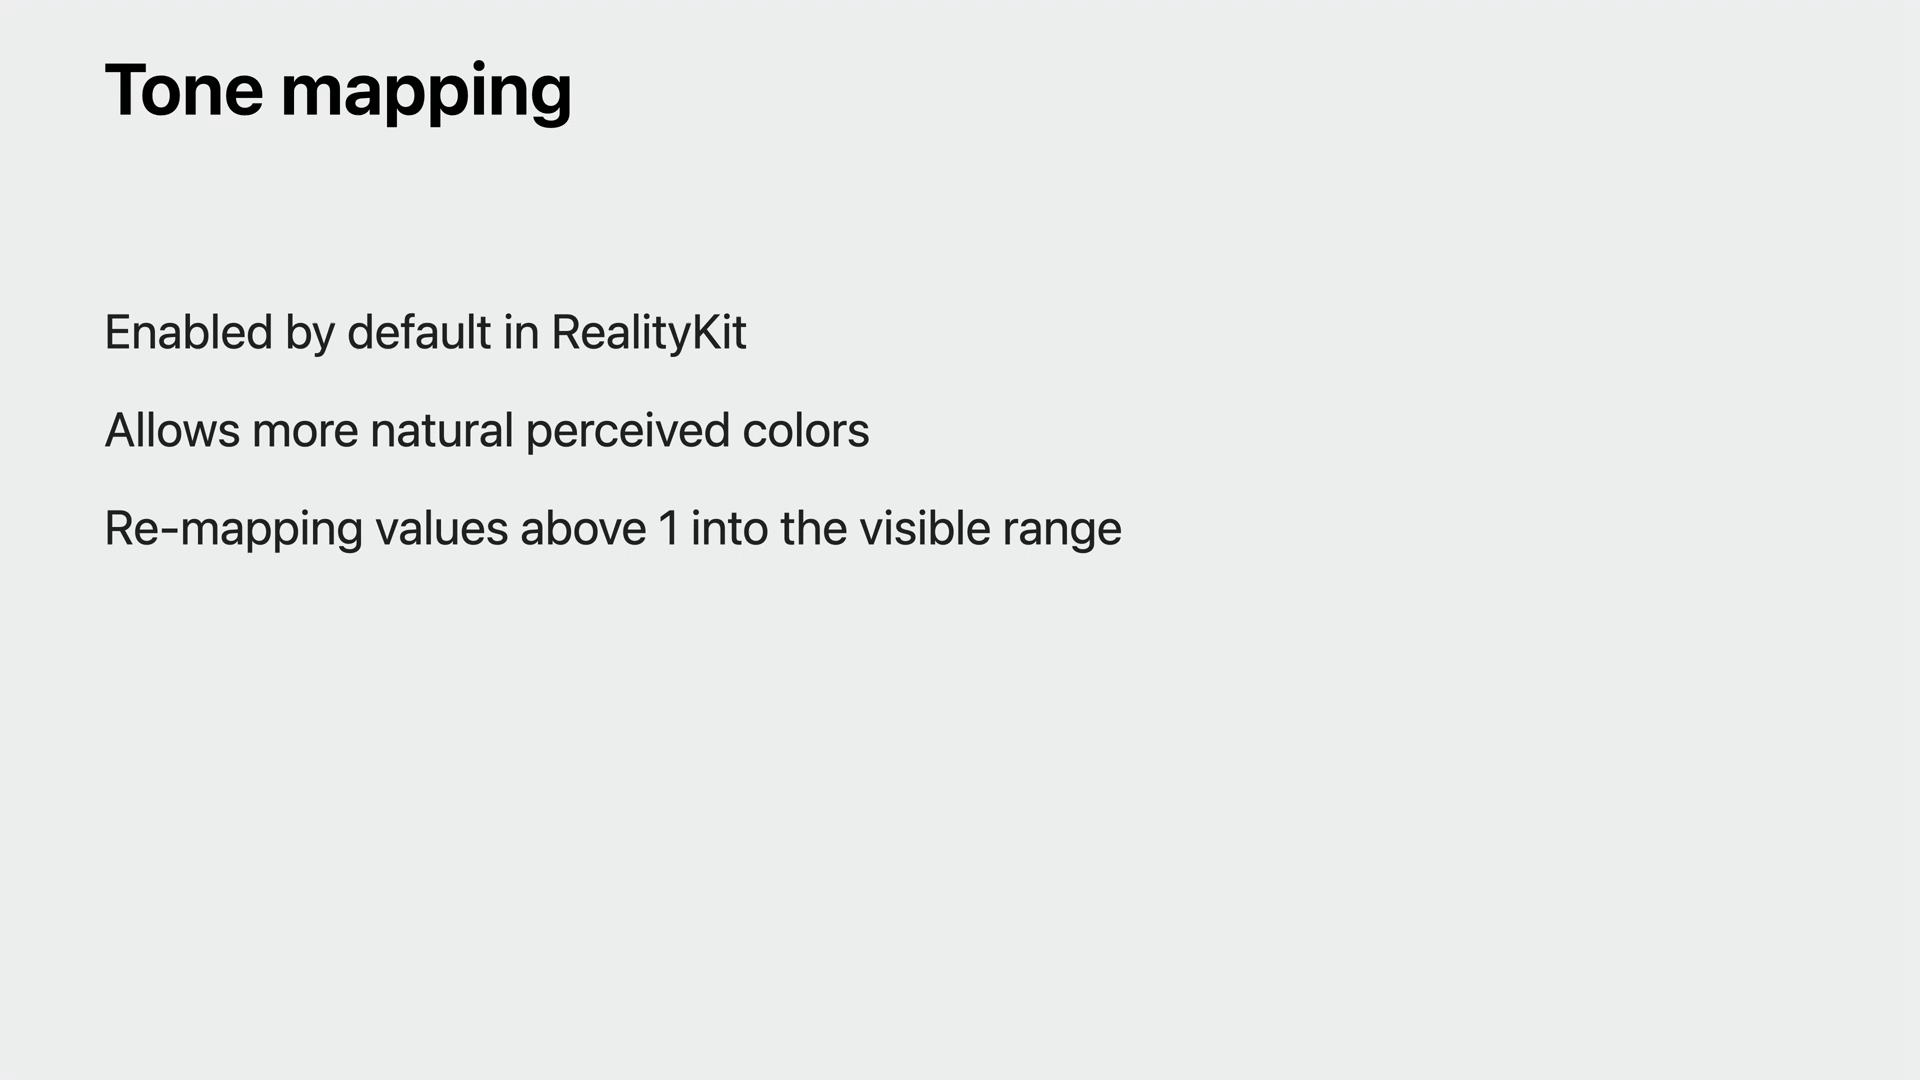 Tone mapping
Enabled by default in RealityKit
Allows more natural perceived colors
Re-mapping values above 1 into the visible range